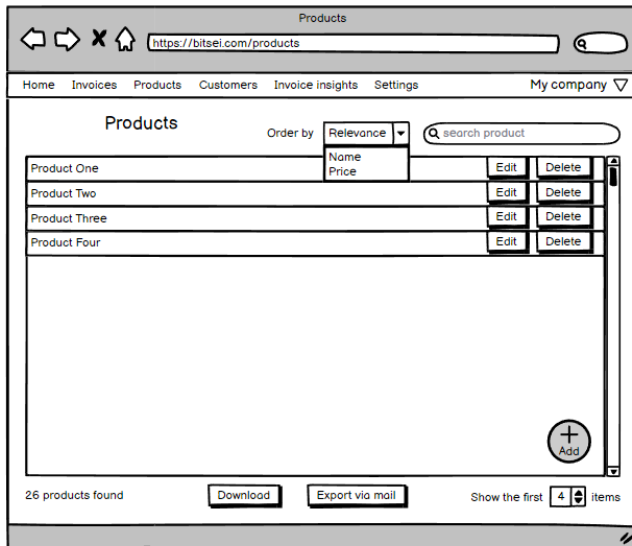 Products
https://bitsei.com/products
Home Invoices Products Customers Invoice insights Settings My company
Products
Order by Relevance search product
Name
Price
Product One Edit Delete
Product Two Edit Delete
Product Three Edit Delete
Product Four Edit Delete
Add
26 products found Download Export via mail Show the first 4 items